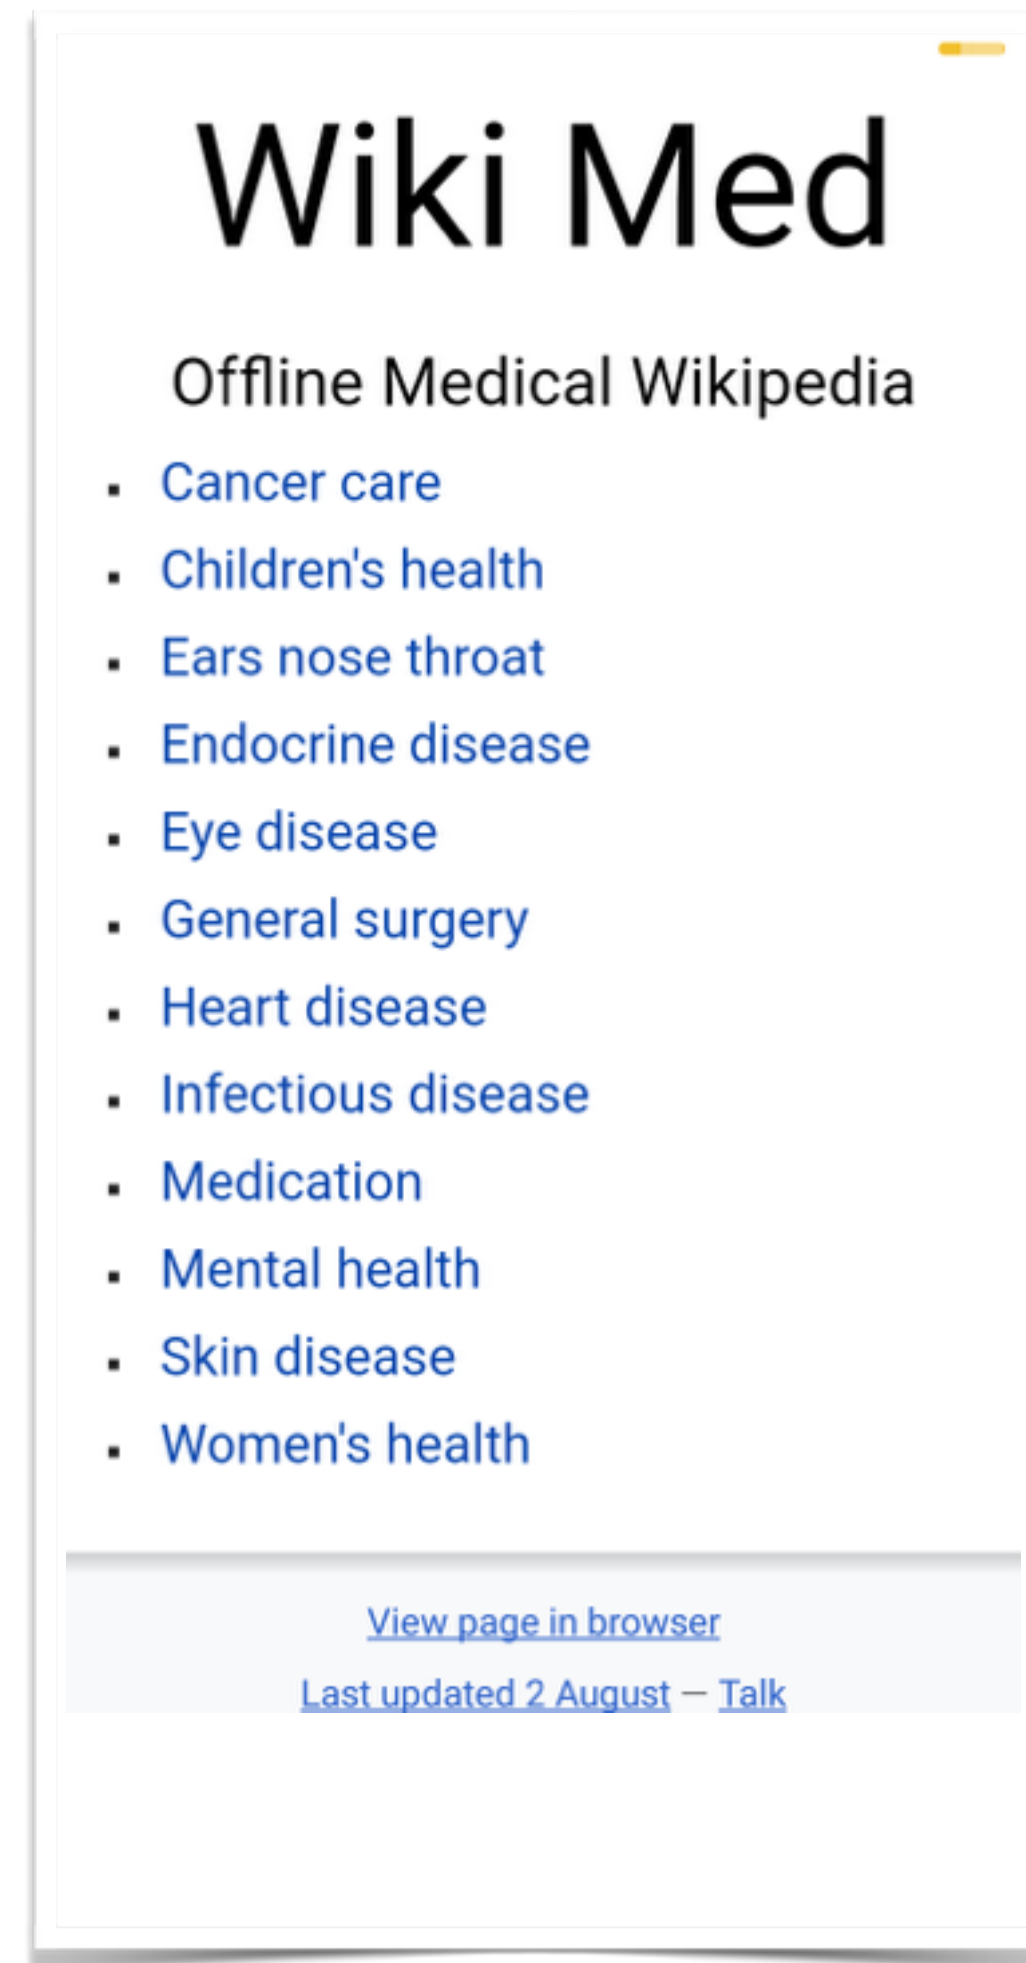 Wiki Med
Offline Medical Wikipedia
Cancer care
Children's health
Ears nose throat
Endocrine disease
Eye disease
General surgery
Heart disease
Infectious disease
Medication
Mental health
Skin disease
Women's health
View page in browser
Last updated 2 August — Talk